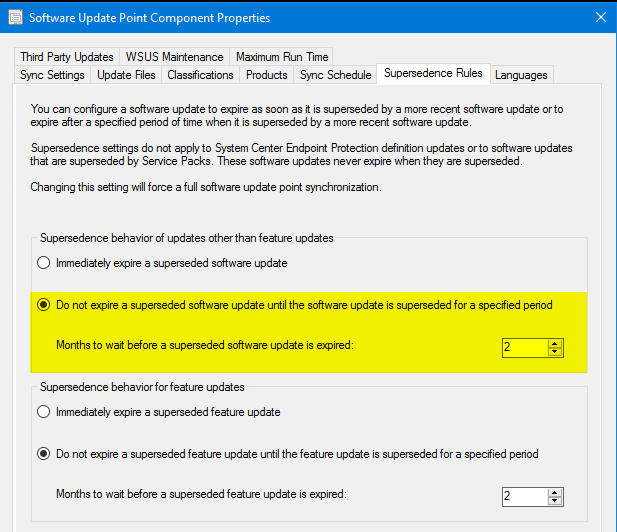 Software Update Point Component Properties
Third Party Updates WSUS Maintenance Maximum Run Time
Sync Settings Update Files Classifications Products Sync Schedule Supersedence Rules Languages
You can configure a software update to expire as soon as it is superseded by a more recent software update or to
expire after a specified period of time when it is superseded by a more recent software update.
Supersedence settings do not apply to System Center Endpoint Protection definition updates or to software updates
that are superseded by Service Packs. These software updates never expire when they are superseded.
Changing this setting will force a full software update point synchronization.
Supersedence behavior of updates other than feature updates
Immediately expire a superseded software update
Do not expire a superseded software update until the software update is superseded for a specified period
Months to wait before a superseded software update is expired: 2
Supersedence behavior for feature updates
Immediately expire a superseded feature update
Do not expire a superseded feature update until the feature update is superseded for a specified period
Months to wait before a superseded feature update is expired: 2